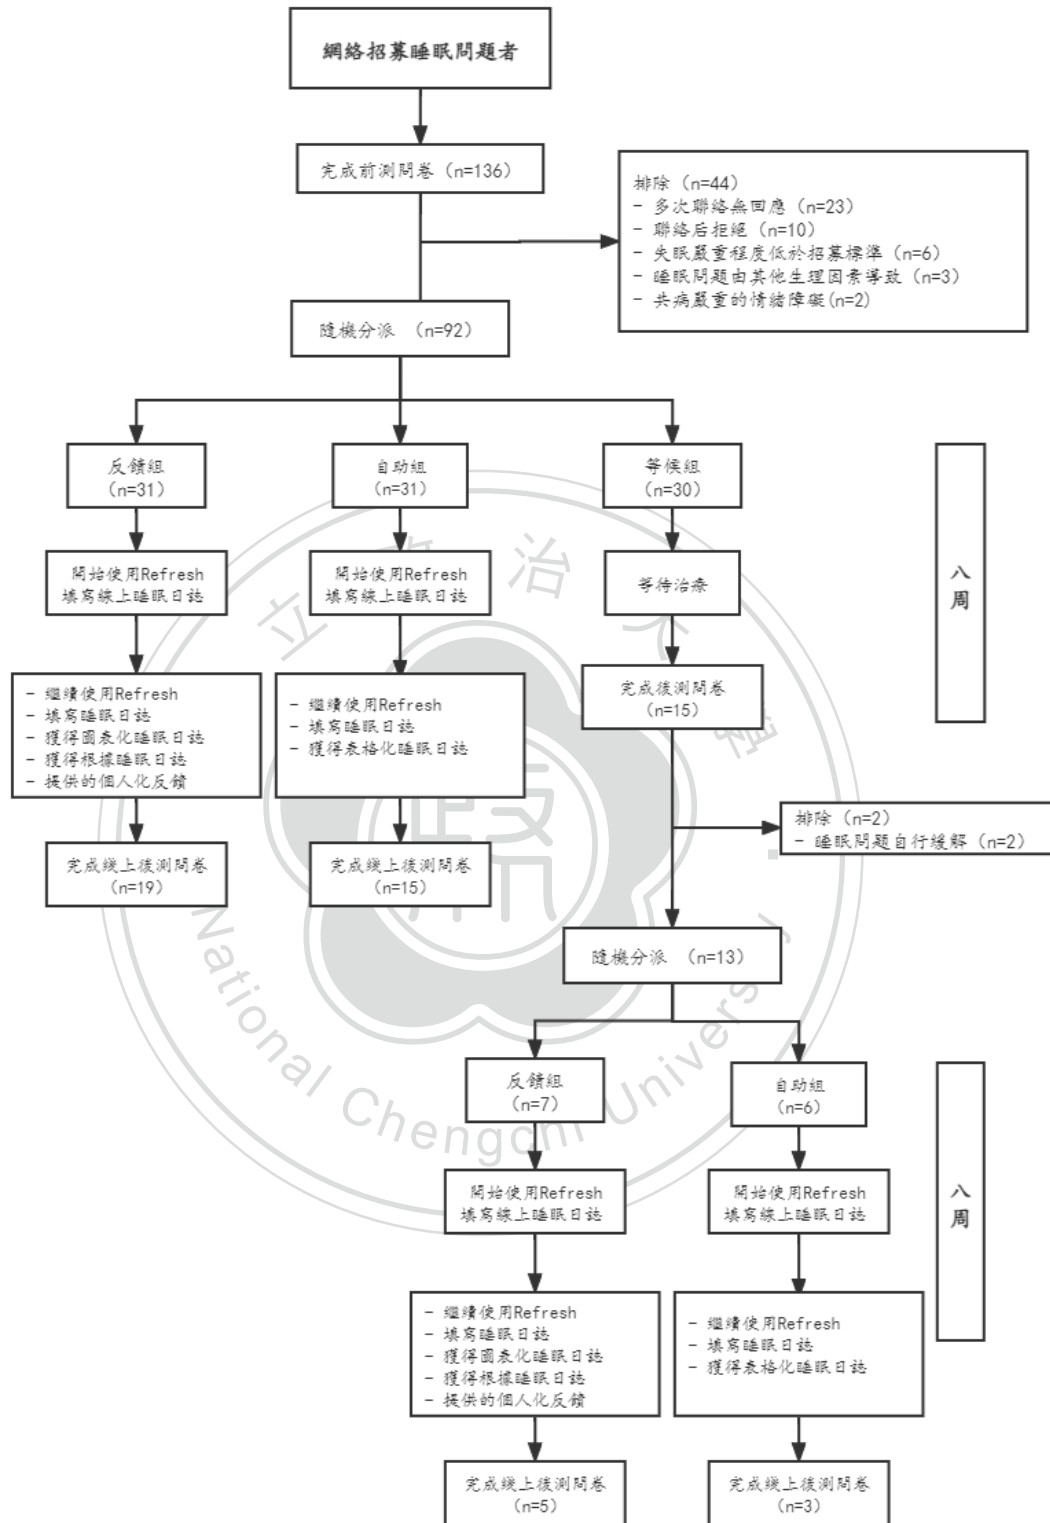 網絡招募睡眠問題者
完成前測問卷 (n=136)
排除 (n=44)
- 多次聯絡無回應 (n=23)
- 聯絡后拒絕 (n=10)
- 失眠嚴重程度低於招募標準 (n=6)
- 睡眠問題由其他生理因素導致 (n=3)
- 共病嚴重的情緒障礙(n=2)
隨機分派 (n=92)
反饋組
(n=31)
自助組
(n=31)
等候組
(n=30)
八周
開始使用Refresh
填寫線上睡眠日誌
開始使用Refresh
填寫線上睡眠日誌
等待治療
- 繼續使用Refresh
- 填寫睡眠日誌
- 獲得圖表化睡眠日誌
- 獲得根據睡眠日誌
- 提供的個人化反饋
- 繼續使用Refresh
- 填寫睡眠日誌
- 獲得表格化睡眠日誌
完成後測問卷
(n=15)
完成綫上後測問卷
(n=19)
完成綫上後測問卷
(n=15)
排除 (n=2)
- 睡眠問題自行緩解 (n=2)
隨機分派 (n=13)
反饋組
(n=7)
自助組
(n=6)
八周
開始使用Refresh
填寫線上睡眠日誌
開始使用Refresh
填寫線上睡眠日誌
- 繼續使用Refresh
- 填寫睡眠日誌
- 獲得圖表化睡眠日誌
- 獲得根據睡眠日誌
- 提供的個人化反饋
- 繼續使用Refresh
- 填寫睡眠日誌
- 獲得表格化睡眠日誌
完成綫上後測問卷
(n=5)
完成綫上後測問卷
(n=3)
立 治 大
National Chengchi University